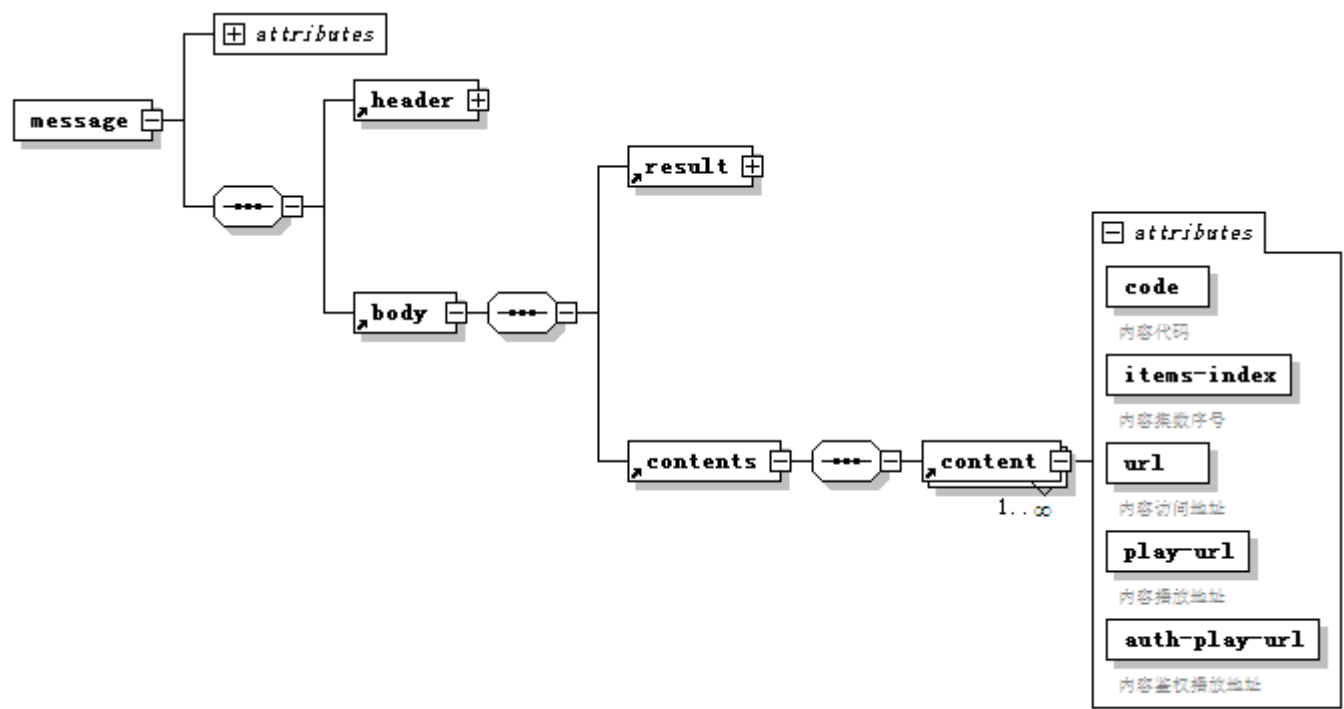 attributes
message
header
result
attributes
code
内容代码
body
items-index
内容集数序号
contents
content
url
1..∞
内容访问地址
play-url
内容播放地址
auth-play-url
内容鉴权播放地址